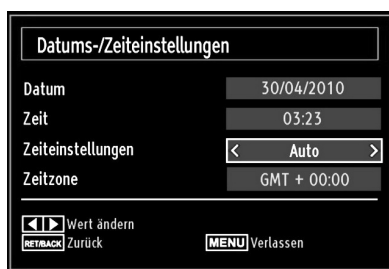 Datums-/Zeiteinstellungen
Datum 30/04/2010
Zeit 03:23
Zeiteinstellungen < Auto >
Zeitzone GMT + 00:00
Wert ändern
RET/BACK Zurück MENU Verlassen